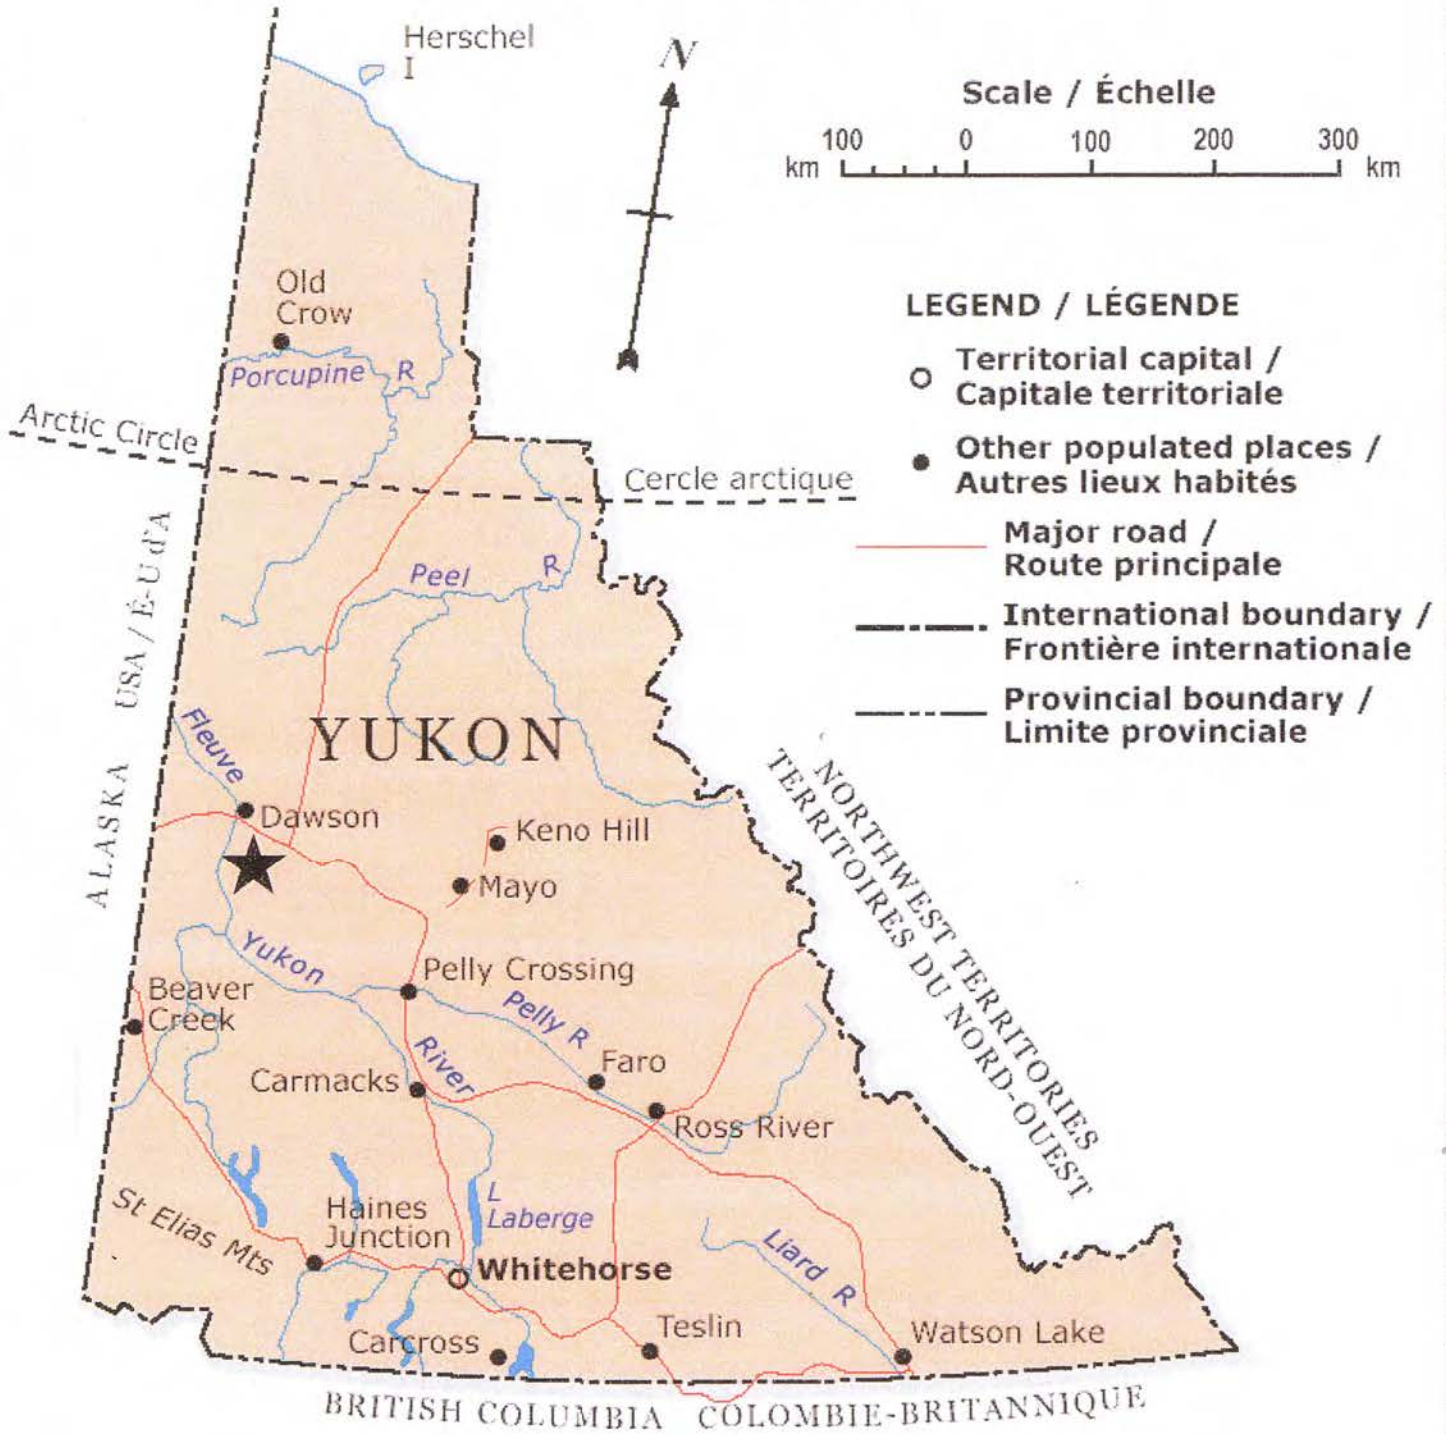 Herschel
I
N
Scale / Échelle
100 0 100 200 300
km km
Old
Crow
Porcupine R
Arctic Circle
Cercle arctique
LEGEND / LÉGENDE
Territorial capital /
Capitale territoriale
Other populated places /
Autres lieux habités
Major road /
Route principale
International boundary /
Frontière internationale
Provincial boundary /
Limite provinciale
Peel R
ALASKA USA / É-U d'A
YUKON
Fleuve
Dawson
Keno Hill
Mayo
NORTHWEST TERRITORIES
TERRITOIRES DU NORD-OUEST
Yukon
Pelly Crossing
Beaver
Creek
Pelly R
River
Faro
Carmacks
Ross River
St Elias Mts
Haines
Junction
L
Laberge
Liard R
Whitehorse
Carcross
Teslin
Watson Lake
BRITISH COLUMBIA COLOMBIE-BRITANNIQUE